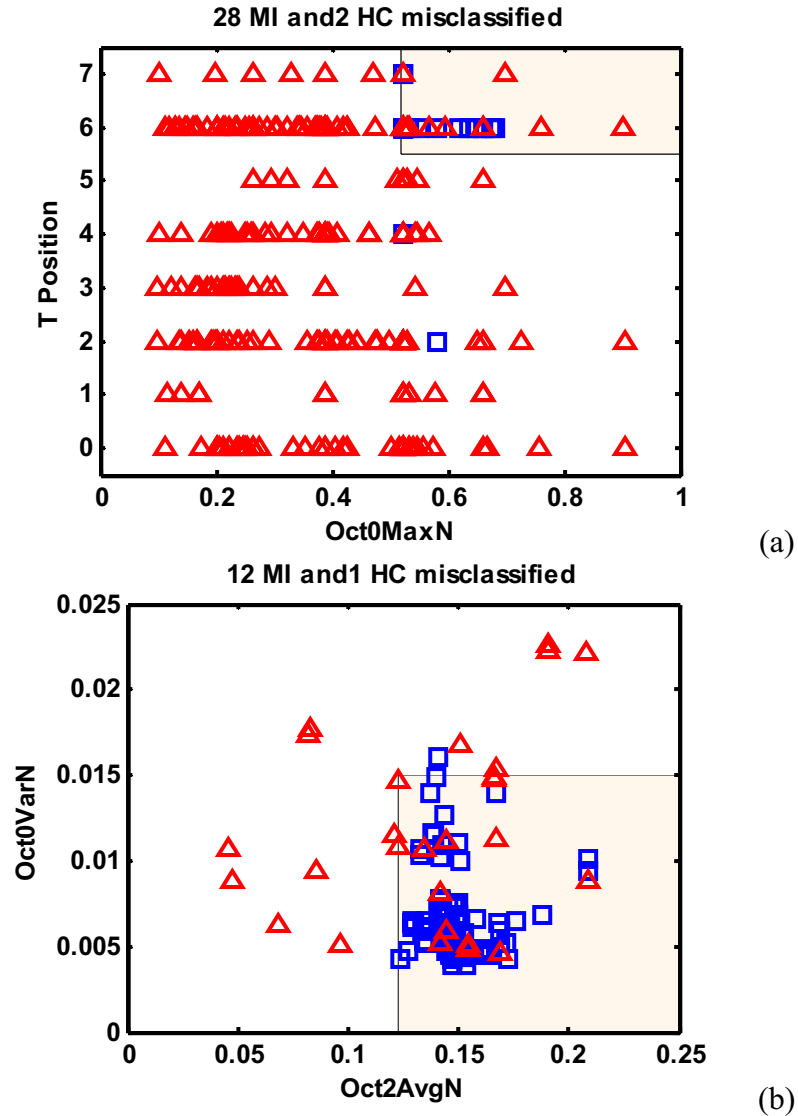 28 MI and2 HC misclassified
7
6
5
4
3
2
1
0
T Position
0 0.2 0.4 0.6 0.8 1
Oct0MaxN
(a)
12 MI and1 HC misclassified
0.025
0.02
0.015
0.01
0.005
0
Oct0VarN
0 0.05 0.1 0.15 0.2 0.25
Oct2AvgN
(b)